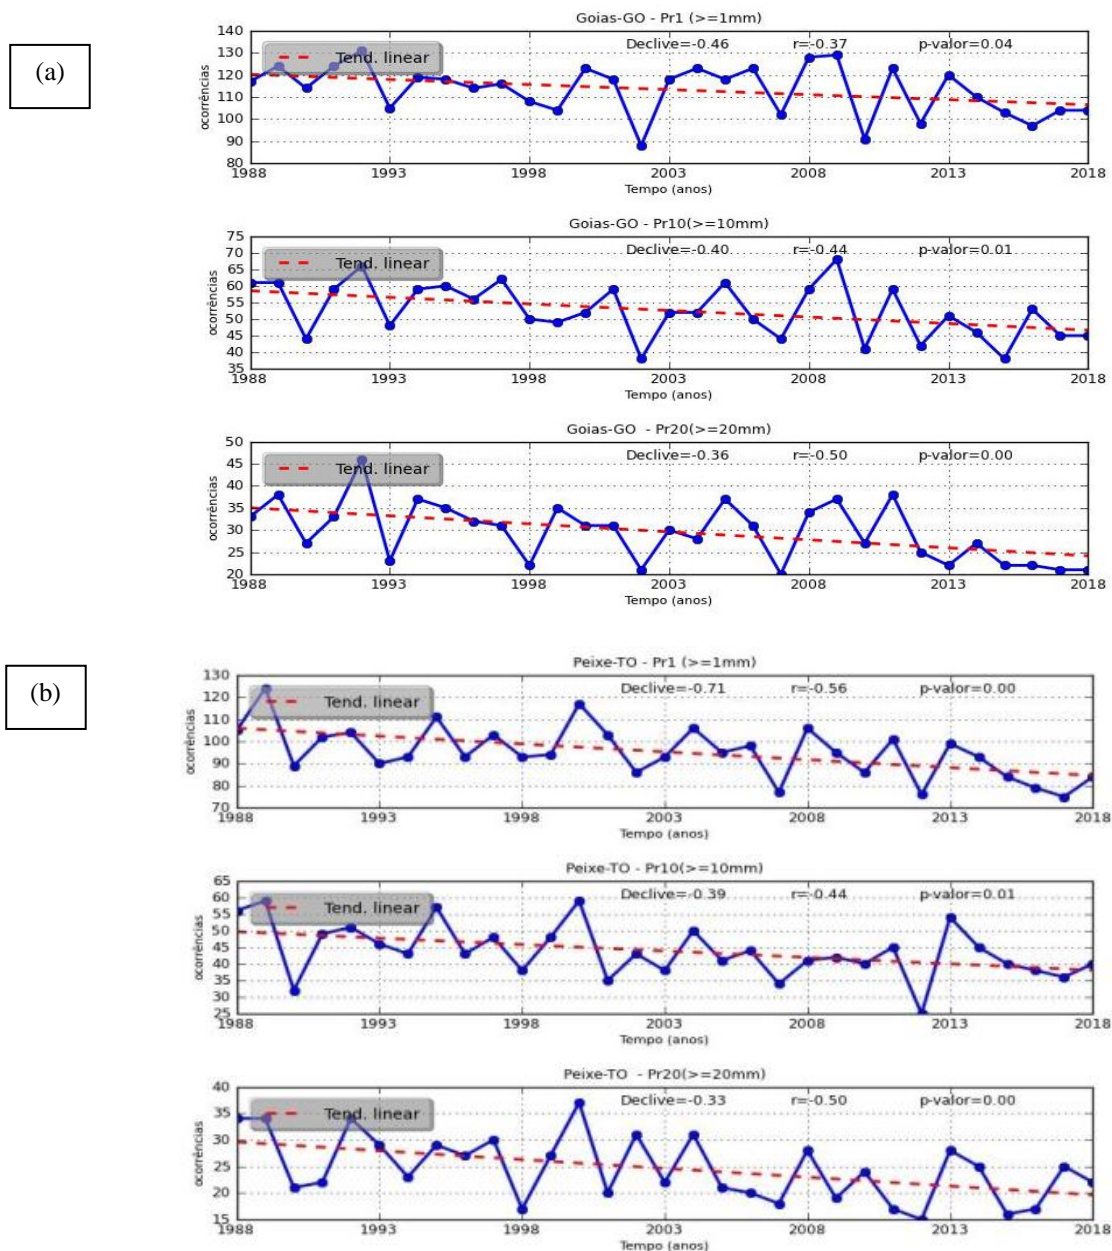 (a)
Goias-GO - Pr1 (>=1mm)
Tend. linear
Declive=-0.46 r=-0.37 p-valor=0.04
ocorrências
140
130
120
110
100
90
80
1988 1993 1998 2003 2008 2013 2018
Tempo (anos)
Goias-GO - Pr10(>=10mm)
Tend. linear
Declive=-0.40 r=-0.44 p-valor=0.01
ocorrências
75
70
65
60
55
50
45
40
35
1988 1993 1998 2003 2008 2013 2018
Tempo (anos)
Goias-GO - Pr20(>=20mm)
Tend. linear
Declive=-0.36 r=-0.50 p-valor=0.00
ocorrências
50
45
40
35
30
25
20
1988 1993 1998 2003 2008 2013 2018
Tempo (anos)
(b)
Peixe-TO - Pr1 (>=1mm)
Tend. linear
Declive=-0.71 r=-0.56 p-valor=0.00
ocorrências
130
120
110
100
90
80
70
1988 1993 1998 2003 2008 2013 2018
Tempo (anos)
Peixe-TO - Pr10(>=10mm)
Tend. linear
Declive=-0.39 r=-0.44 p-valor=0.01
ocorrências
65
60
55
50
45
40
35
30
25
1988 1993 1998 2003 2008 2013 2018
Tempo (anos)
Peixe-TO - Pr20(>=20mm)
Tend. linear
Declive=-0.33 r=-0.50 p-valor=0.00
ocorrências
40
35
30
25
20
15
1988 1993 1998 2003 2008 2013 2018
Tempo (anos)